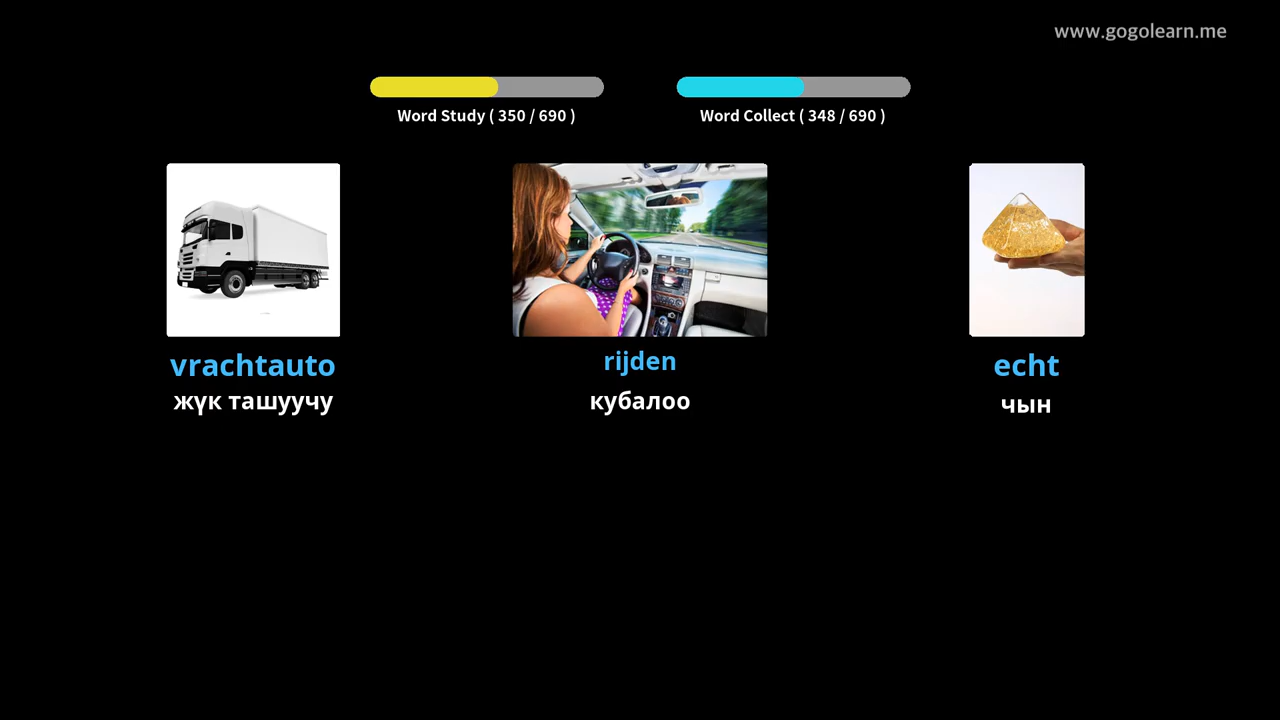 www.gogolearn.me
Word Study ( 350 / 690 )
Word Collect ( 348 / 690 )
vrachtauto
жүк ташуучу
rijden
кубалоо
echt
чын